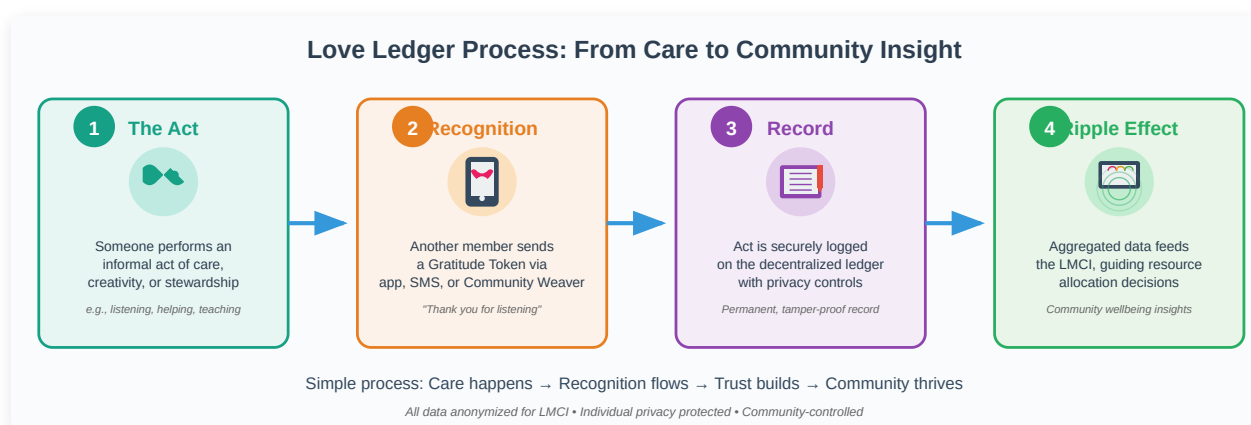 Love Ledger Process: From Care to Community Insight
1
The Act
Someone performs an
informal act of care,
creativity, or stewardship
e.g., listening, helping, teaching
2
Recognition
Another member sends
a Gratitude Token via
app, SMS, or Community Weaver
"Thank you for listening"
3
Record
Act is securely logged
on the decentralized ledger
with privacy controls
Permanent, tamper-proof record
4
Ripple Effect
Aggregated data feeds
the LMCI, guiding resource
allocation decisions
Community wellbeing insights
Simple process: Care happens → Recognition flows → Trust builds → Community thrives
All data anonymized for LMCI • Individual privacy protected • Community-controlled